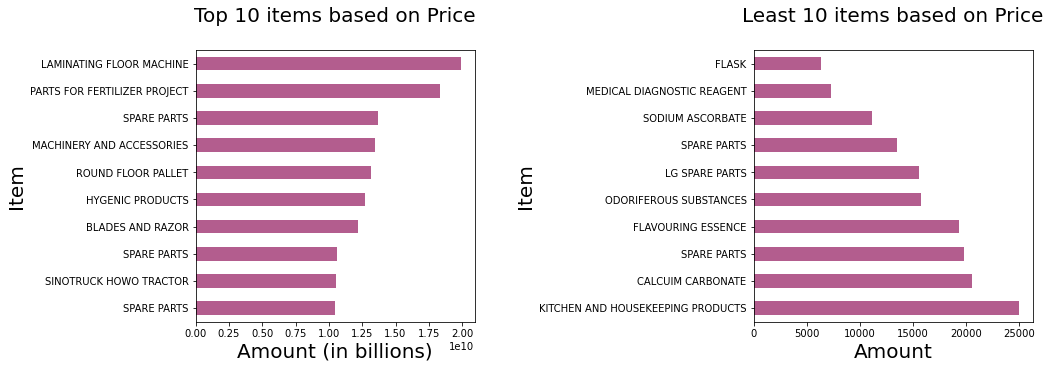 Top 10 items based on Price
Item
LAMINATING FLOOR MACHINE
PARTS FOR FERTILIZER PROJECT
SPARE PARTS
MACHINERY AND ACCESSORIES
ROUND FLOOR PALLET
HYGENIC PRODUCTS
BLADES AND RAZOR
SPARE PARTS
SINOTRUCK HOWO TRACTOR
SPARE PARTS
0.00 0.25 0.50 0.75 1.00 1.25 1.50 1.75 2.00
1e10
Amount (in billions)
Least 10 items based on Price
Item
FLASK
MEDICAL DIAGNOSTIC REAGENT
SODIUM ASCORBATE
SPARE PARTS
LG SPARE PARTS
ODORIFEROUS SUBSTANCES
FLAVOURING ESSENCE
SPARE PARTS
CALCUIM CARBONATE
KITCHEN AND HOUSEKEEPING PRODUCTS
0 5000 10000 15000 20000 25000
Amount